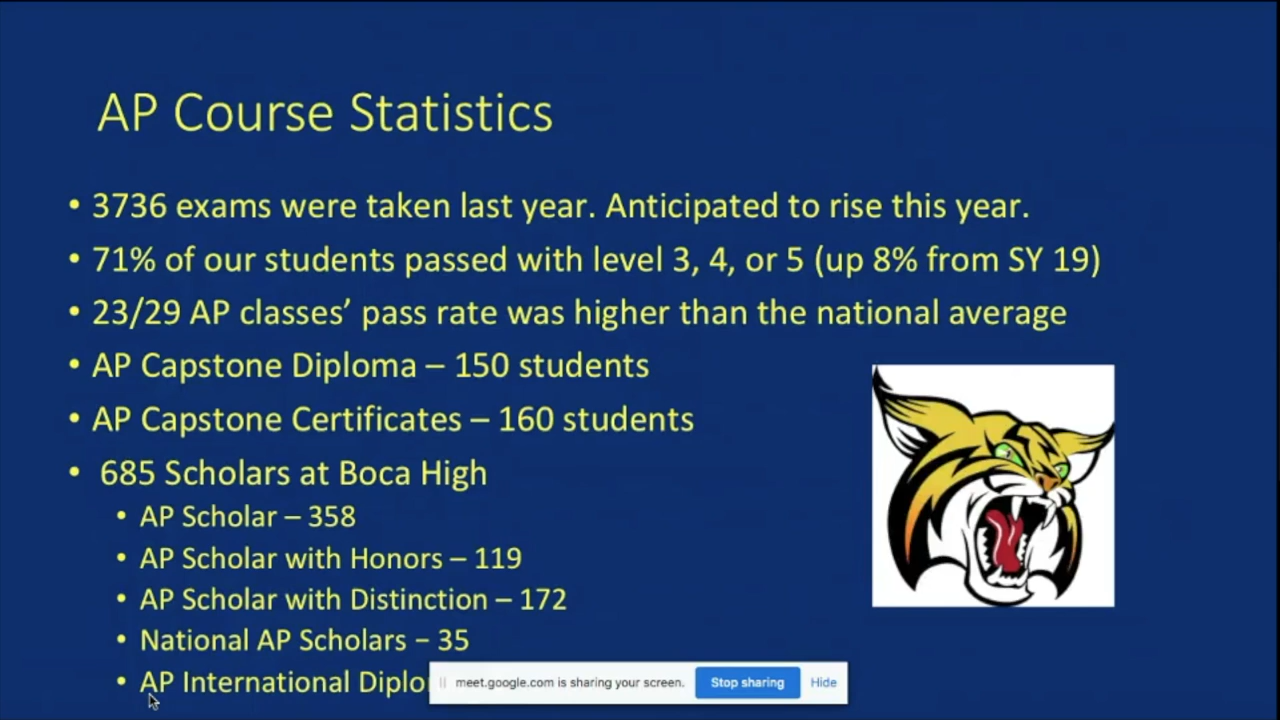 AP Course Statistics
• 3736 exams were taken last year. Anticipated to rise this year.
• 71% of our students passed with level 3, 4, or 5 (up 8% from SY 19)
• 23/29 AP classes’ pass rate was higher than the national average
• AP Capstone Diploma – 150 students
• AP Capstone Certificates – 160 students
• 685 Scholars at Boca High
• AP Scholar – 358
• AP Scholar with Honors – 119
• AP Scholar with Distinction – 172
• National AP Scholars – 35
• AP International
meet.google.com is sharing your screen. Stop sharing Hide